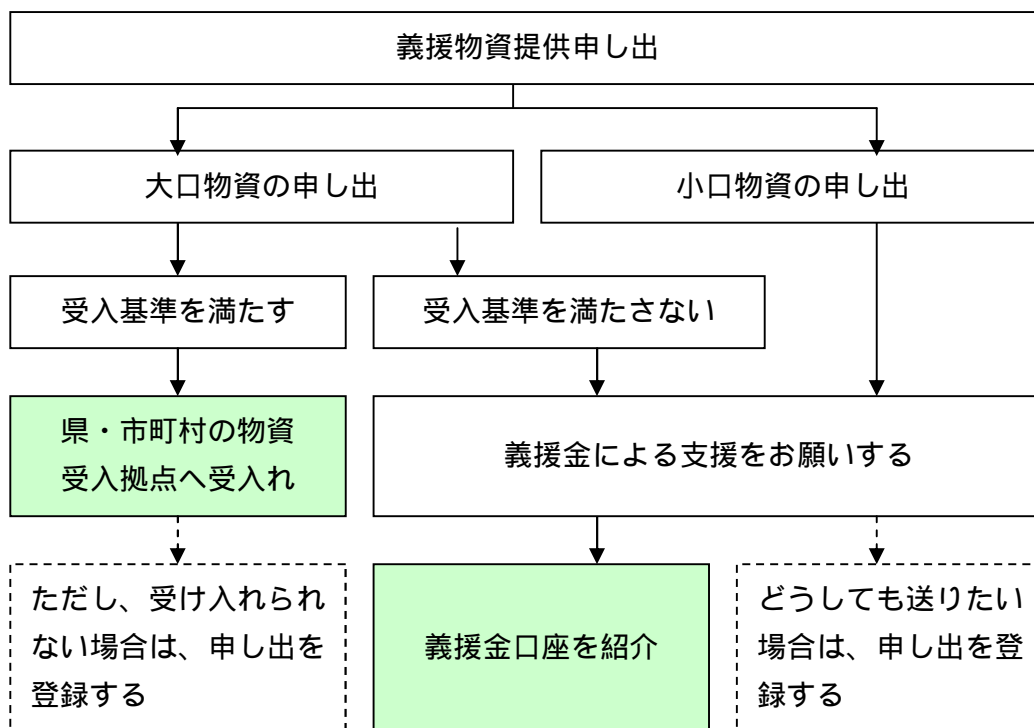 義援物資提供申し出
大口物資の申し出
小口物資の申し出
受入基準を満たす
受入基準を満たさない
県・市町村の物資
受入拠点へ受入れ
義援金による支援をお願いする
ただし、受け入れられ
ない場合は、申し出を
登録する
義援金口座を紹介
どうしても送りたい
場合は、申し出を登
録する